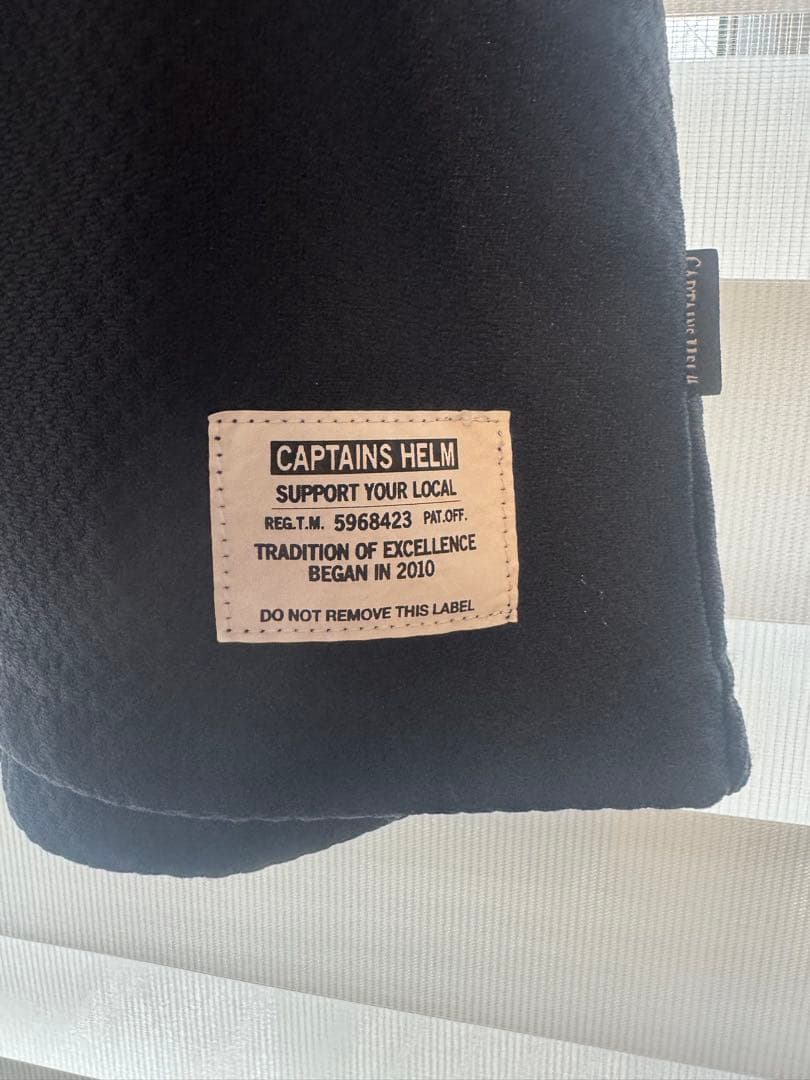 CAPTAINS HELM
SUPPORT YOUR LOCAL
REG.T.M. 5968423 PAT.OFF.
TRADITION OF EXCELLENCE
BEGAN IN 2010
DO NOT REMOVE THIS LABEL
CAPTAINS